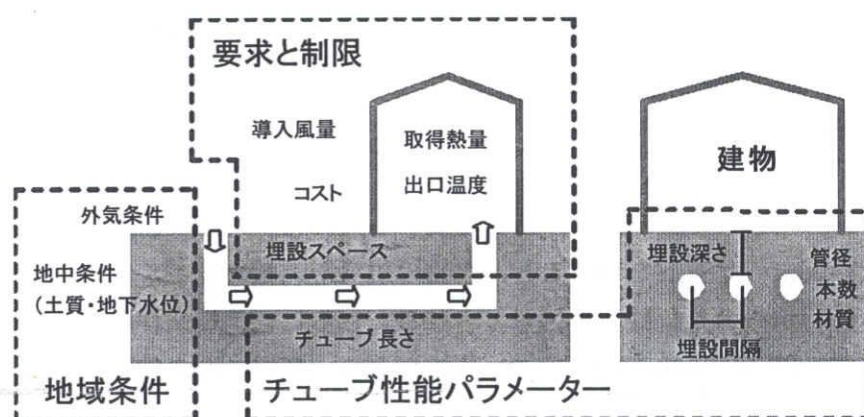 要求と制限
導入風量
取得熱量
コスト
出口温度
建物
外気条件
埋設スペース
埋設深さ
管径
地中条件
(土質・地下水位)
本数
材質
チューブ長さ
埋設間隔
地域条件
チューブ性能パラメーター